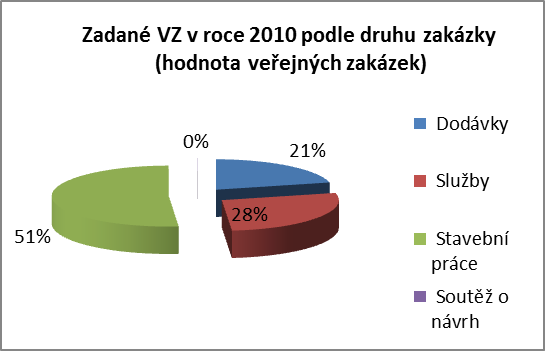 Zadané VZ v roce 2010 podle druhu zakázky
(hodnota veřejných zakázek)
0%
21%
28%
51%
Dodávky
Služby
Stavební
práce
Soutěž o
návrh